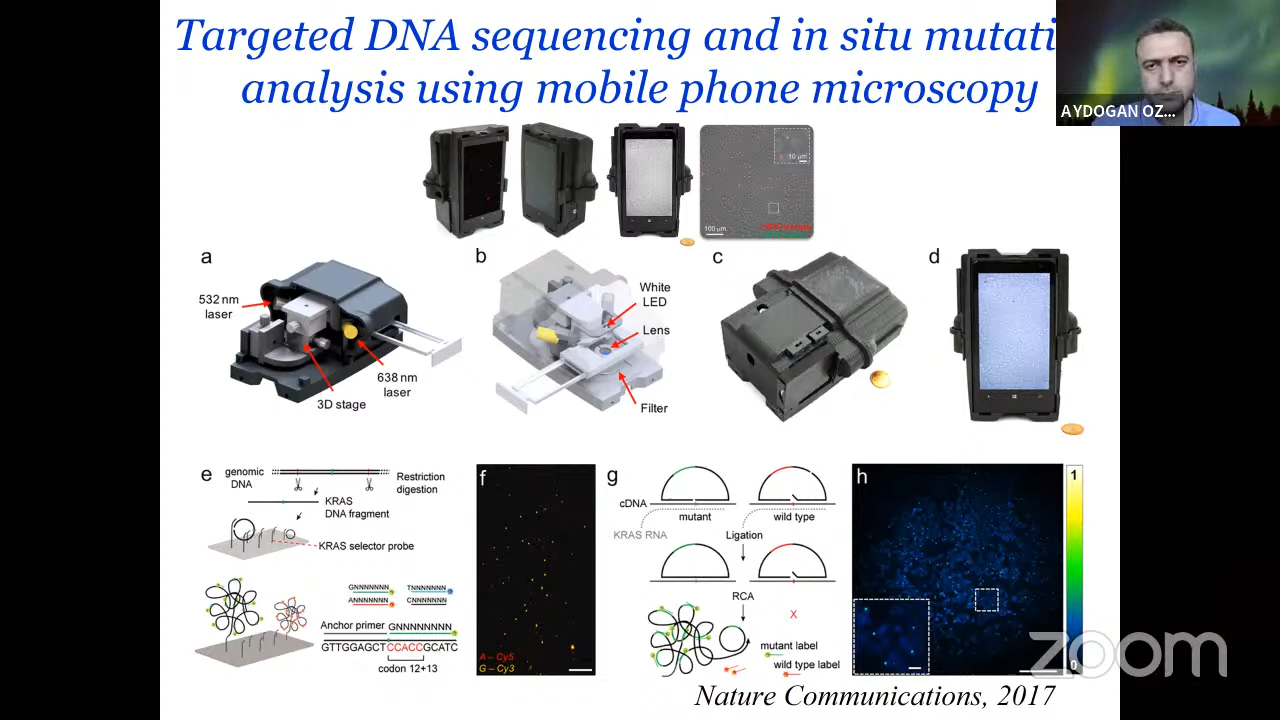 Targeted DNA sequencing and in situ mutati
analysis using mobile phone microscopy
AYDOGAN OZ...
10 µm
100 µm
a
532 nm
laser
638 nm
laser
3D stage
b
White
LED
Lens
Filter
c
d
e
genomic
DNA
Restriction
digestion
KRAS
DNA fragment
KRAS selector probe
GNNNNNNN
TNNNNNNN
ANNNNNNN
CNNNNNNN
Anchor primer
GNNNNNNNN
GTTGGAGCTCCACCGCATC
codon 12+13
f
A – Cy5
G – Cy3
g
cDNA
mutant
wild type
KRAS RNA
Ligation
RCA
X
mutant label
wild type label
h
1
0
zoom
Nature Communications, 2017